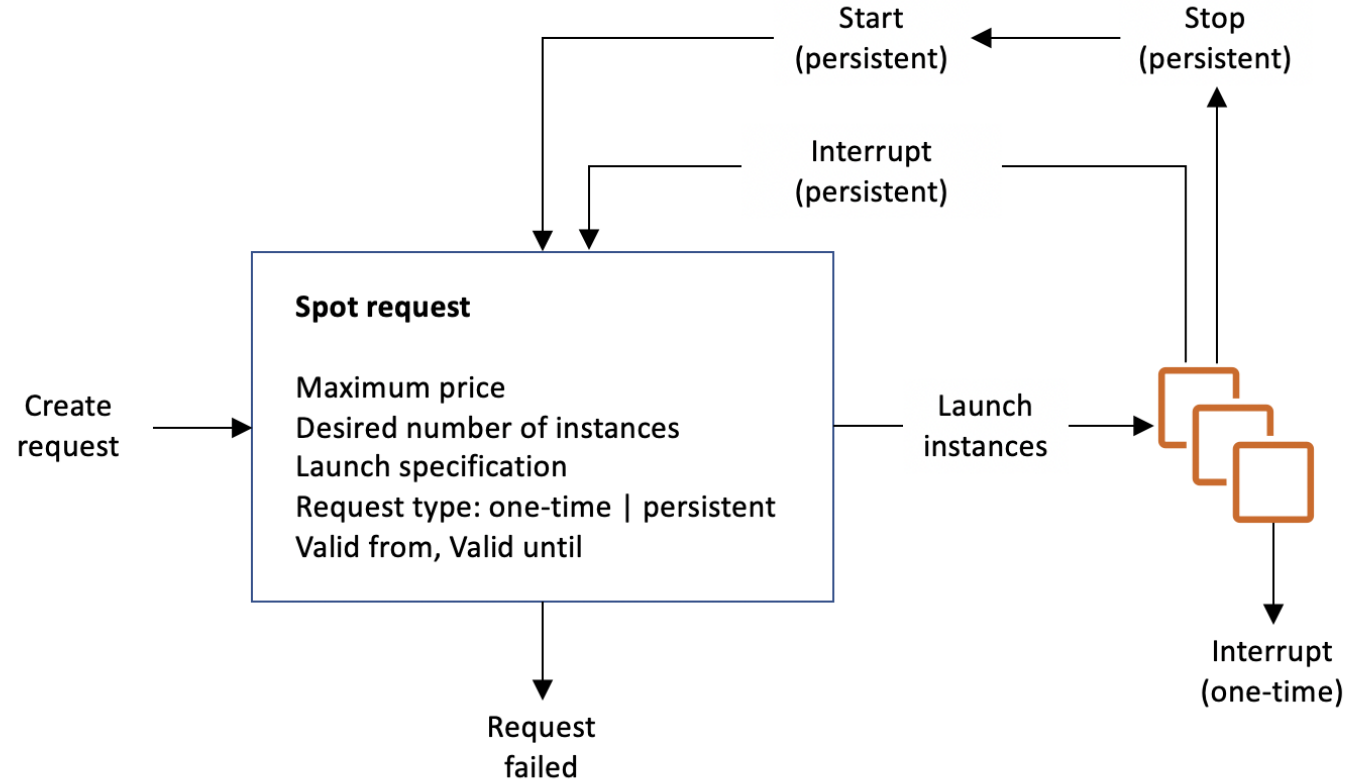 Start
(persistent)
Stop
(persistent)
Interrupt
(persistent)
Spot request
Maximum price
Desired number of instances
Launch specification
Request type: one-time | persistent
Valid from, Valid until
Create
request
Launch
instances
Interrupt
(one-time)
Request
failed